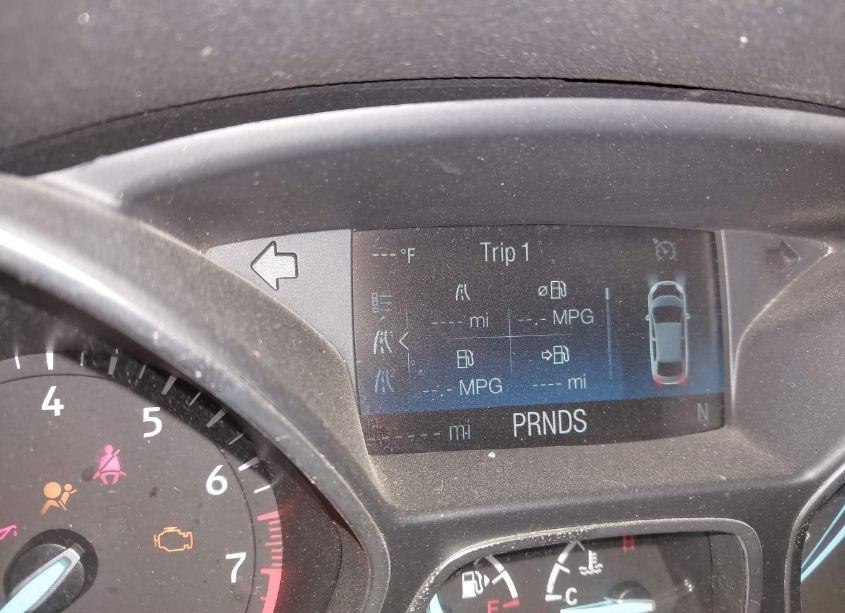 --- °F Trip 1
---- mi --.- MPG
--.- MPG ---- mi
------ mi PRNDS N
4
5
6
7
H
C
F